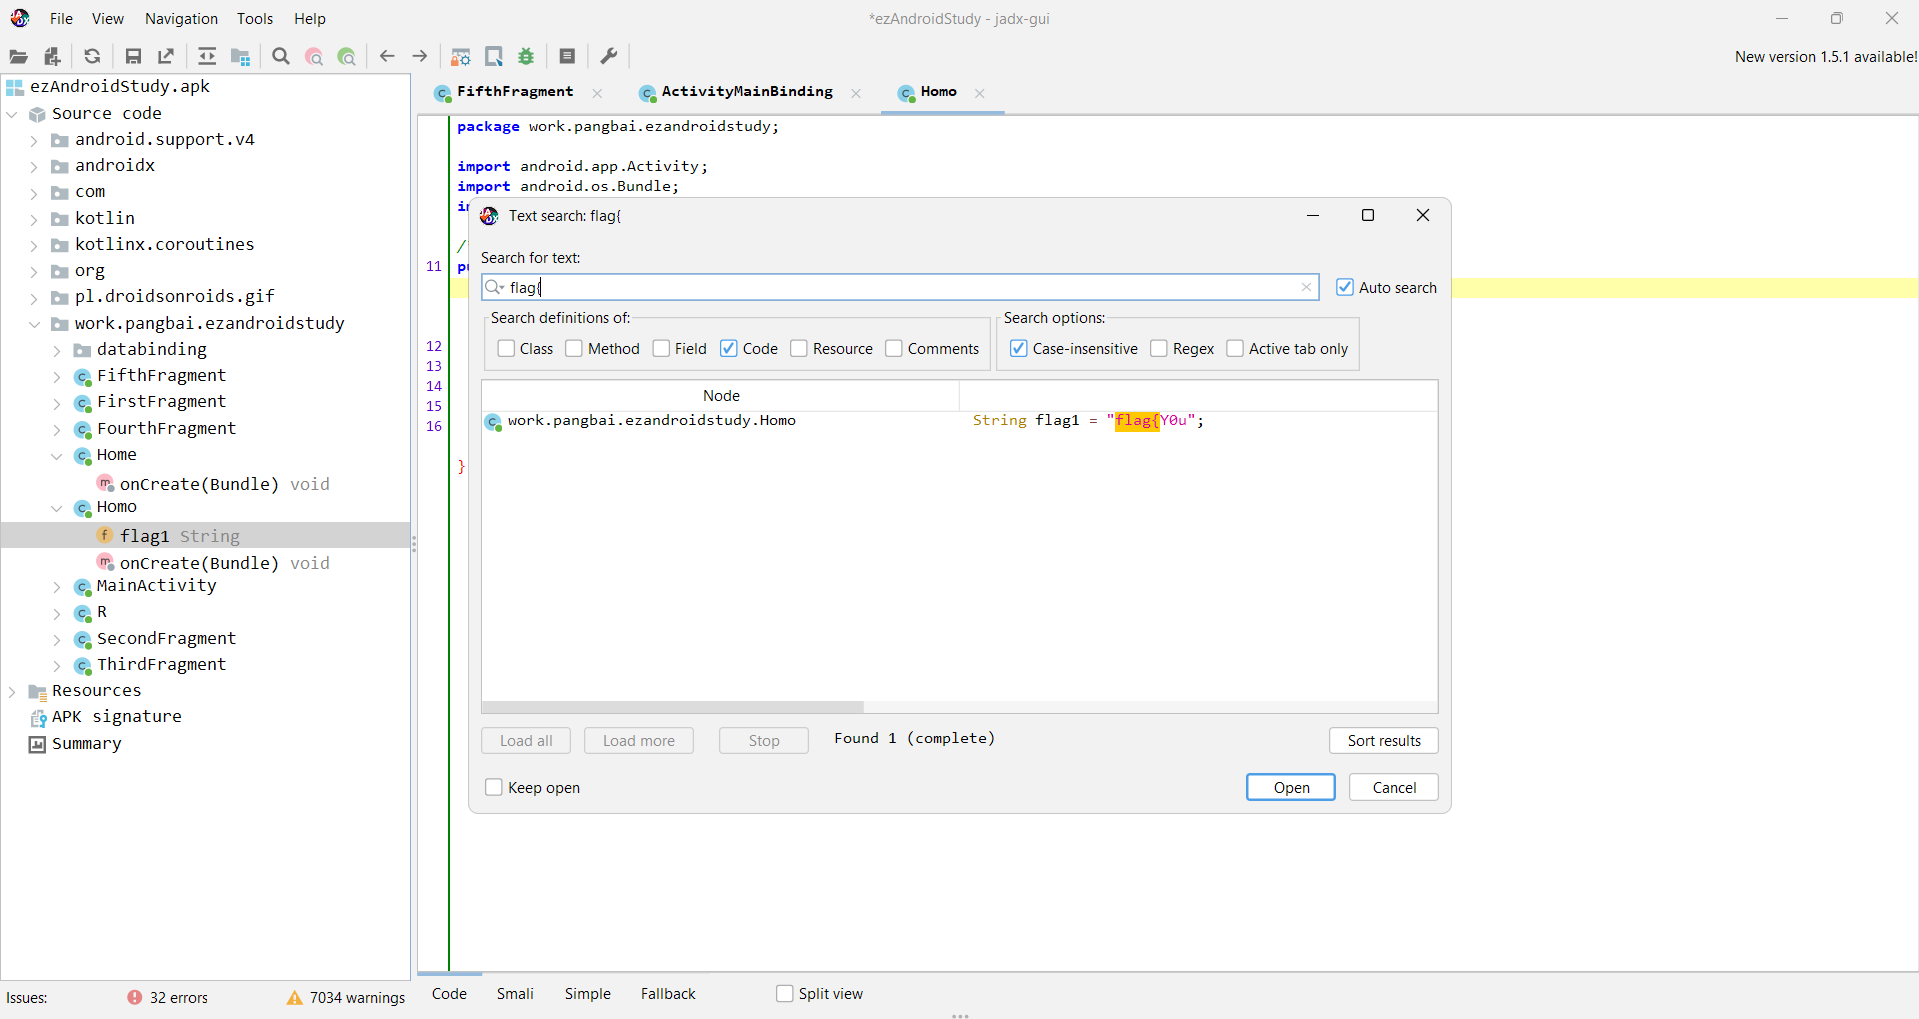 File View Navigation Tools Help
*ezAndroidStudy - jadx-gui
New version 1.5.1 available!
ezAndroidStudy.apk
Source code
android.support.v4
androidx
com
kotlin
kotlinx.coroutines
org
pl.droidsonroids.gif
work.pangbai.ezandroidstudy
databinding
FifthFragment
FirstFragment
FourthFragment
Home
onCreate(Bundle) void
Homo
flag1 String
onCreate(Bundle) void
MainActivity
R
SecondFragment
ThirdFragment
Resources
APK signature
Summary
Issues: 32 errors 7034 warnings
FifthFragment ActivityMainBinding Homo
package work.pangbai.ezandroidstudy;
import android.app.Activity;
import android.os.Bundle;
11
12
13
14
15
16
}
Text search: flag{
Search for text:
flag{
Auto search
Search definitions of:
Class Method Field Code Resource Comments
Search options:
Case-insensitive Regex Active tab only
Node
work.pangbai.ezandroidstudy.Homo String flag1 = "flag{Y0u";
Load all Load more Stop Found 1 (complete) Sort results
Keep open Open Cancel
Code Smali Simple Fallback Split view